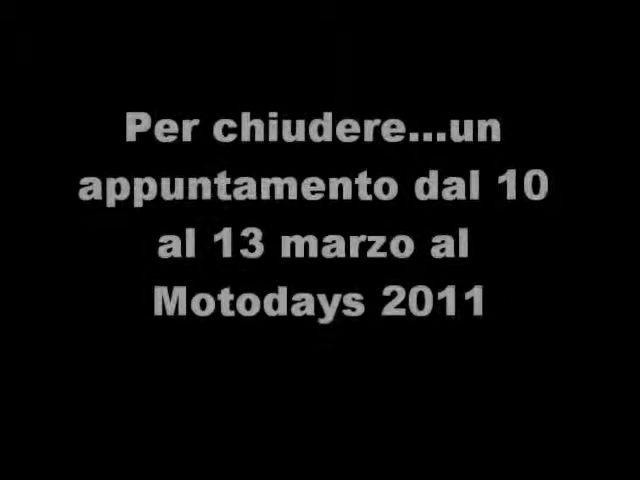 Per chiudere...un
appuntamento dal 10
al 13 marzo al
Motodays 2011